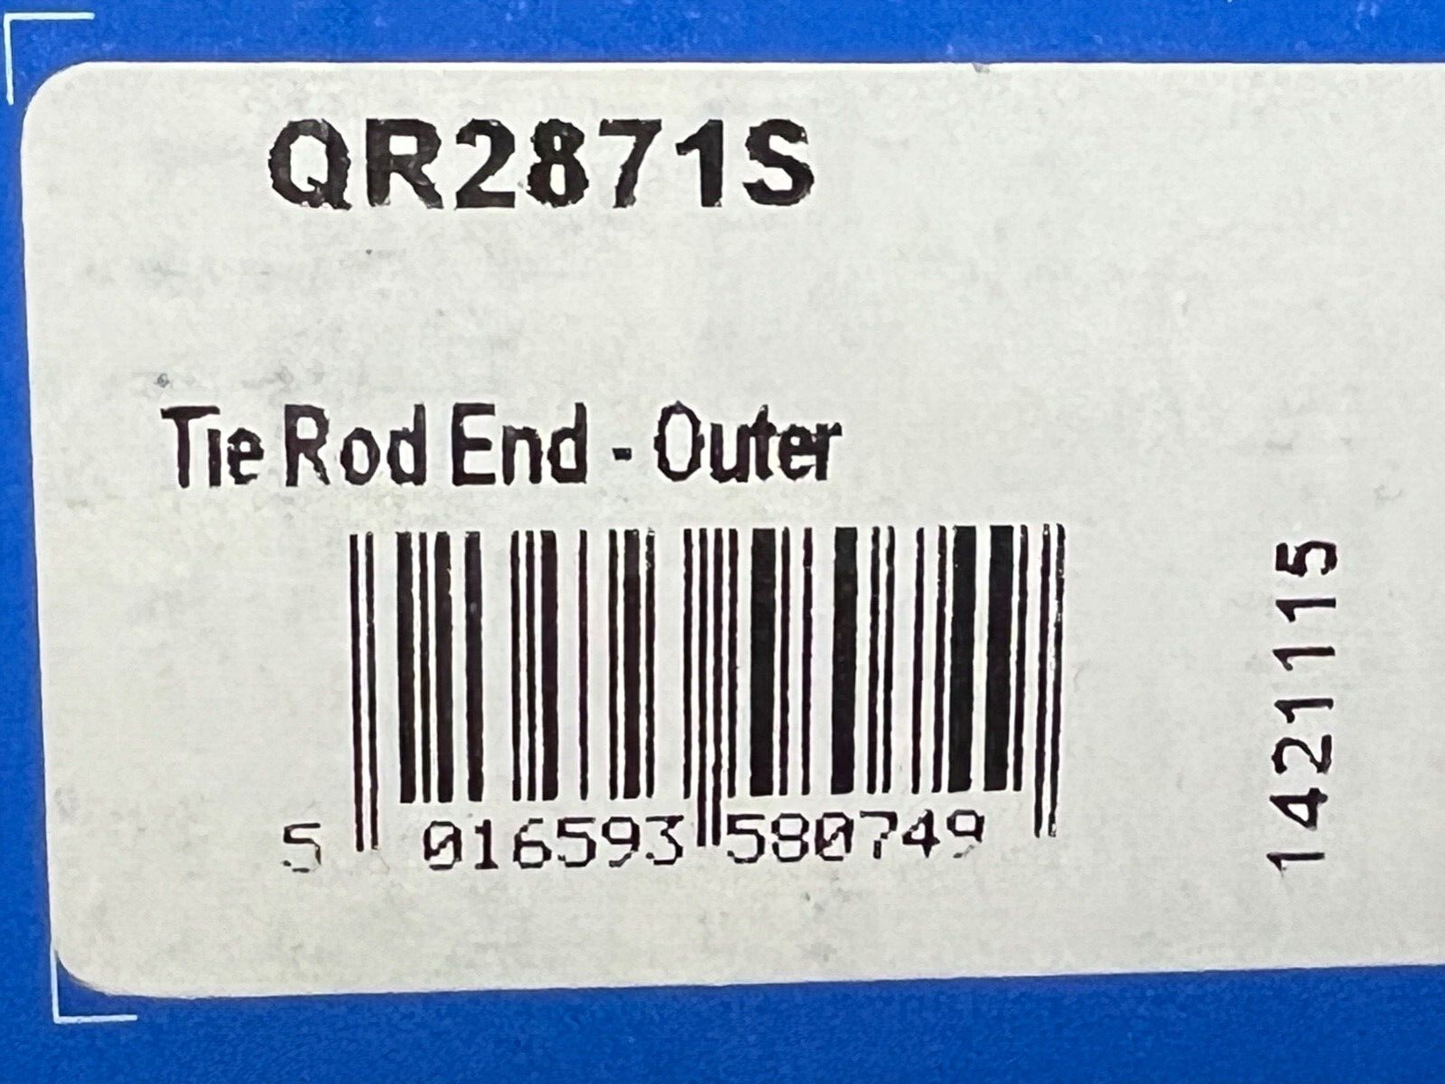 QR2871S
Tie Rod End - Outer
5 016593 580749
1421115